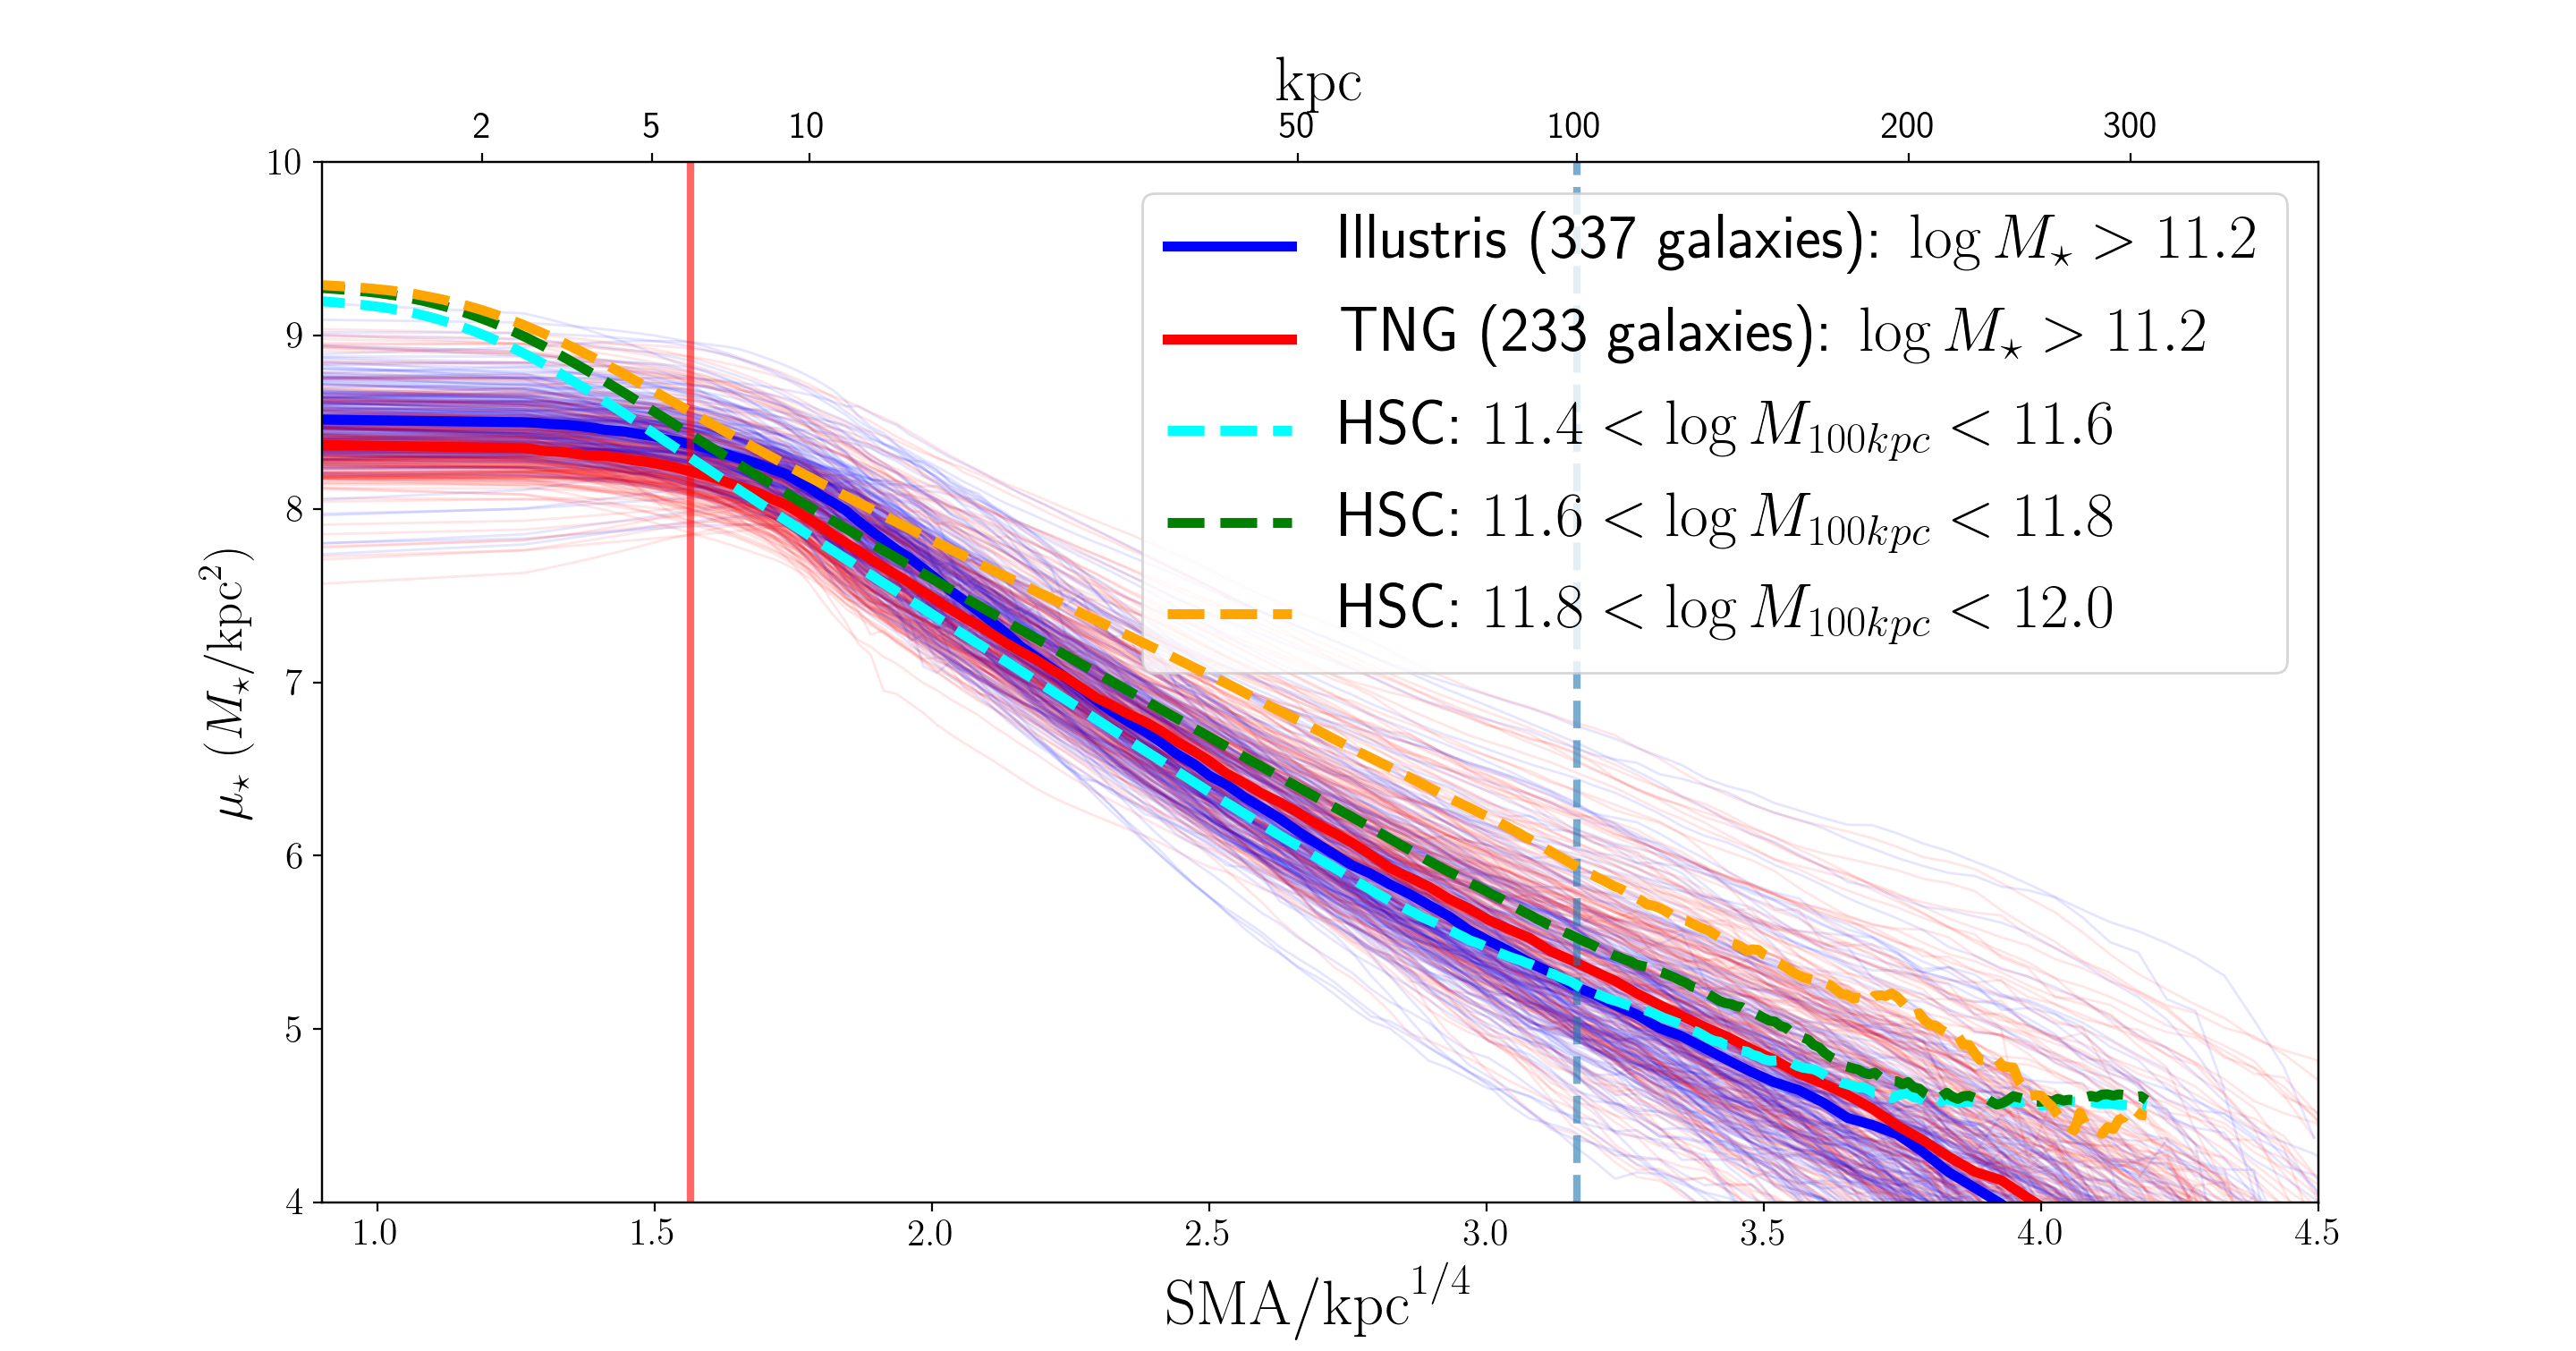 kpc
2 5 10 50 100 200 300
10
9
8
7
6
5
4
μ⋆ (M⋆/kpc²)
Illustris (337 galaxies): log M⋆ > 11.2
TNG (233 galaxies): log M⋆ > 11.2
HSC: 11.4 < log M100kpc < 11.6
HSC: 11.6 < log M100kpc < 11.8
HSC: 11.8 < log M100kpc < 12.0
1.0 1.5 2.0 2.5 3.0 3.5 4.0 4.5
SMA/kpc^1/4